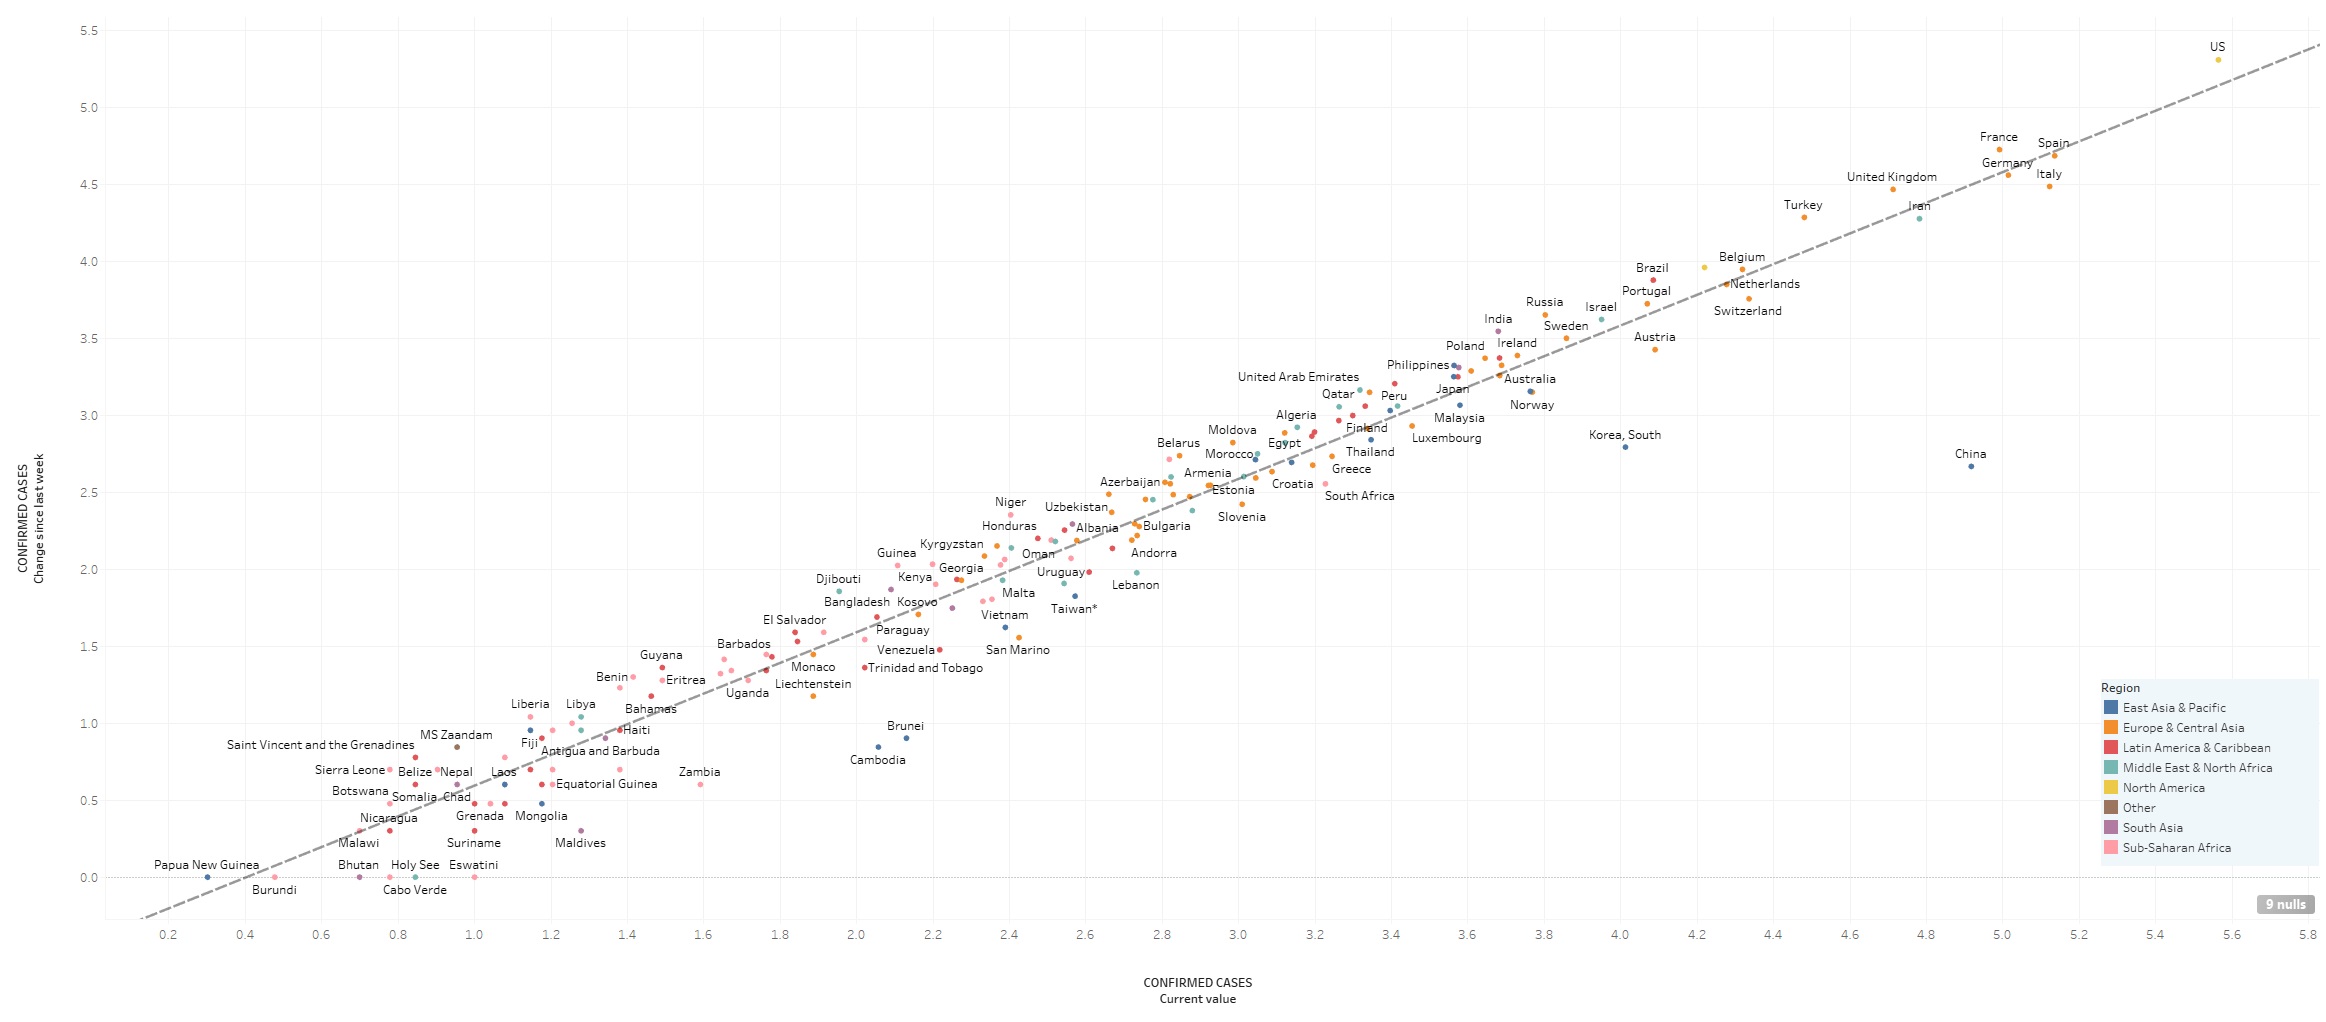 5.5
US
5.0
France
Spain
Germany
4.5
Italy
United Kingdom
Turkey
Iran
4.0
Belgium
Brazil
Netherlands
Portugal
Switzerland
Russia
Israel
3.5
India
Sweden
Austria
Poland
Ireland
Philippines
United Arab Emirates
Australia
Qatar
Japan
Peru
Norway
3.0
Algeria
Malaysia
Finland
Moldova
Korea, South
Belarus
Egypt
Luxembourg
Morocco
Thailand
China
Armenia
Greece
Azerbaijan
Croatia
2.5
Estonia
South Africa
Niger
Uzbekistan
Slovenia
Honduras
Albania
Bulgaria
Kyrgyzstan
Guinea
Oman
Andorra
2.0
Georgia
Uruguay
Djibouti
Kenya
Lebanon
Malta
Bangladesh
Kosovo
Taiwan*
El Salvador
Vietnam
Paraguay
1.5
Barbados
Venezuela
San Marino
Guyana
Monaco
Trinidad and Tobago
Benin
Eritrea
Liechtenstein
Uganda
Liberia
Libya
Bahamas
1.0
Haiti
Brunei
MS Zaandam
Saint Vincent and the Grenadines
Fiji
Antigua and Barbuda
Cambodia
Sierra Leone
Belize
Nepal
Laos
Zambia
Equatorial Guinea
Botswana
Somalia
Chad
0.5
Nicaragua
Grenada
Mongolia
Malawi
Suriname
Maldives
Papua New Guinea
Bhutan
Holy See
Eswatini
0.0
Burundi
Cabo Verde
CONFIRMED CASES
Change since last week
Region
East Asia & Pacific
Europe & Central Asia
Latin America & Caribbean
Middle East & North Africa
North America
Other
South Asia
Sub-Saharan Africa
9 nulls
0.2 0.4 0.6 0.8 1.0 1.2 1.4 1.6 1.8 2.0 2.2 2.4 2.6 2.8 3.0 3.2 3.4 3.6 3.8 4.0 4.2 4.4 4.6 4.8 5.0 5.2 5.4 5.6 5.8
CONFIRMED CASES
Current value